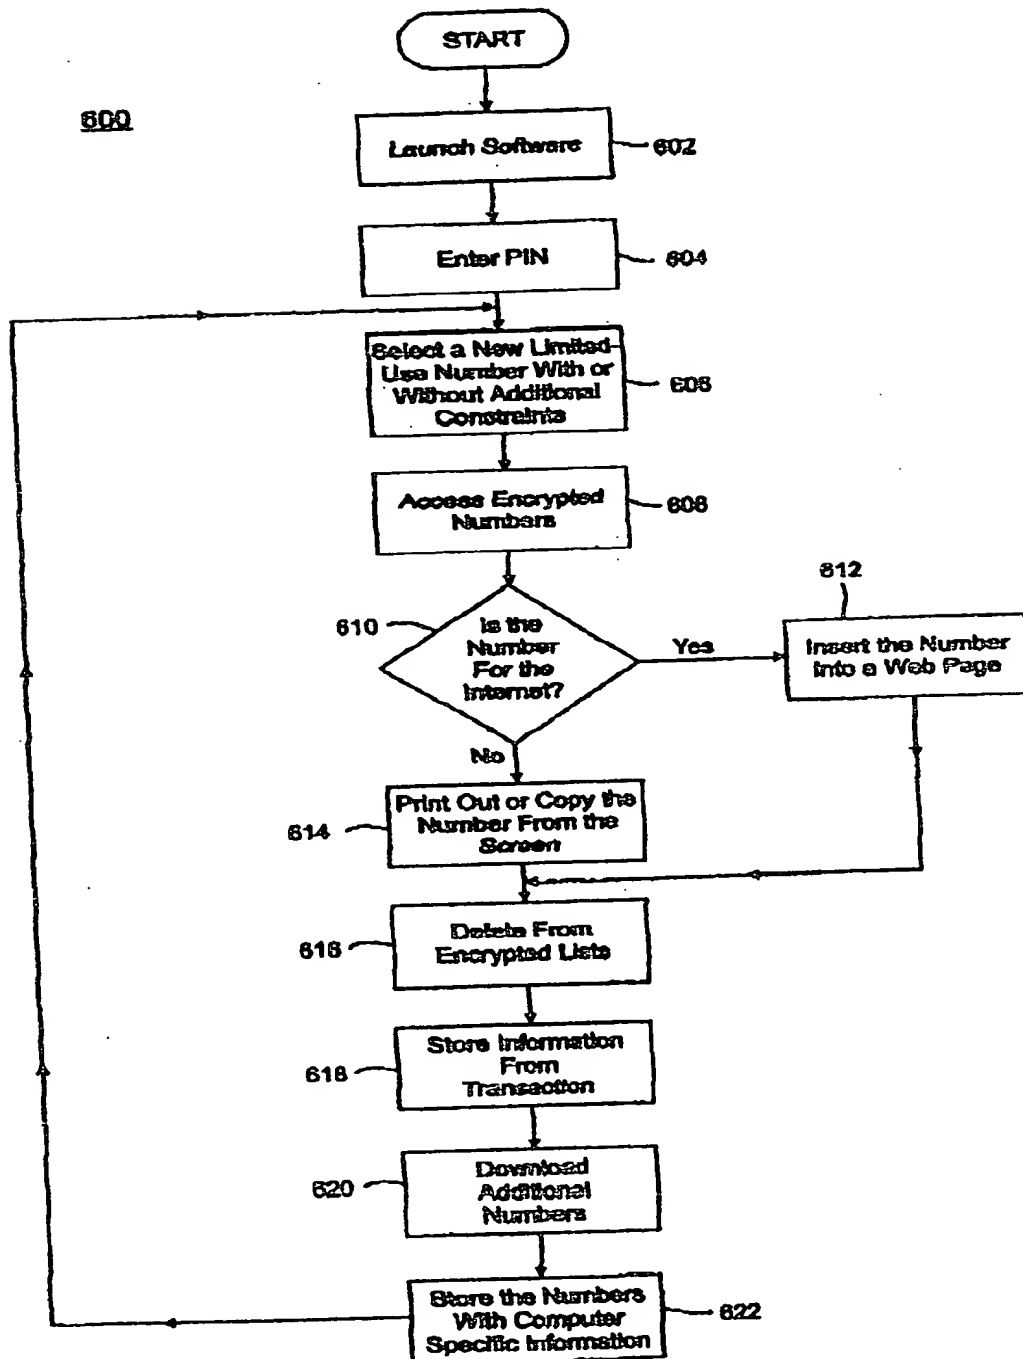 START
600
Launch Software
602
Enter PIN
604
Select a New Limited-
Use Number With or
Without Additional
Constraints
606
Access Encrypted
Numbers
608
610
Is the
Number
For the
Internet?
Yes
612
Insert the Number
Into a Web Page
No
614
Print Out or Copy the
Number From the
Screen
616
Delete From
Encrypted Lists
618
Store Information
From
Transaction
620
Download
Additional
Numbers
Store the Numbers
With Computer
Specific Information
622